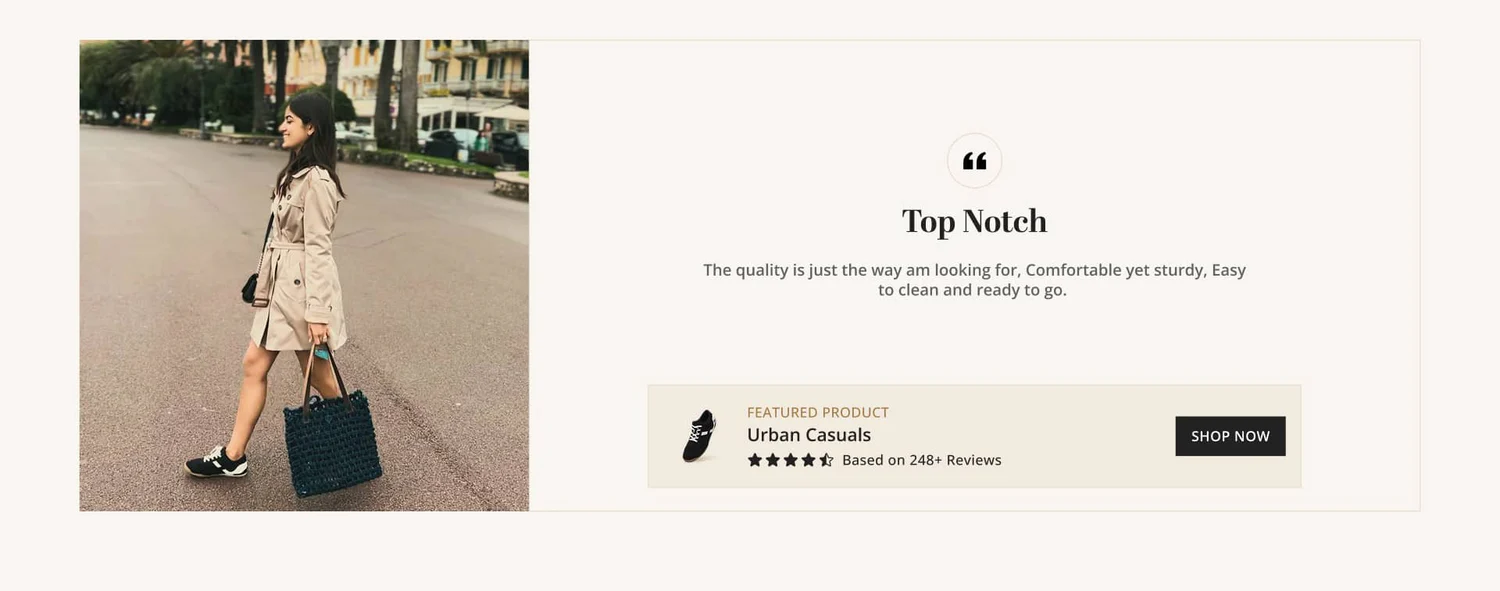 Top Notch
The quality is just the way am looking for, Comfortable yet sturdy, Easy
to clean and ready to go.
FEATURED PRODUCT
Urban Casuals
Based on 248+ Reviews
SHOP NOW